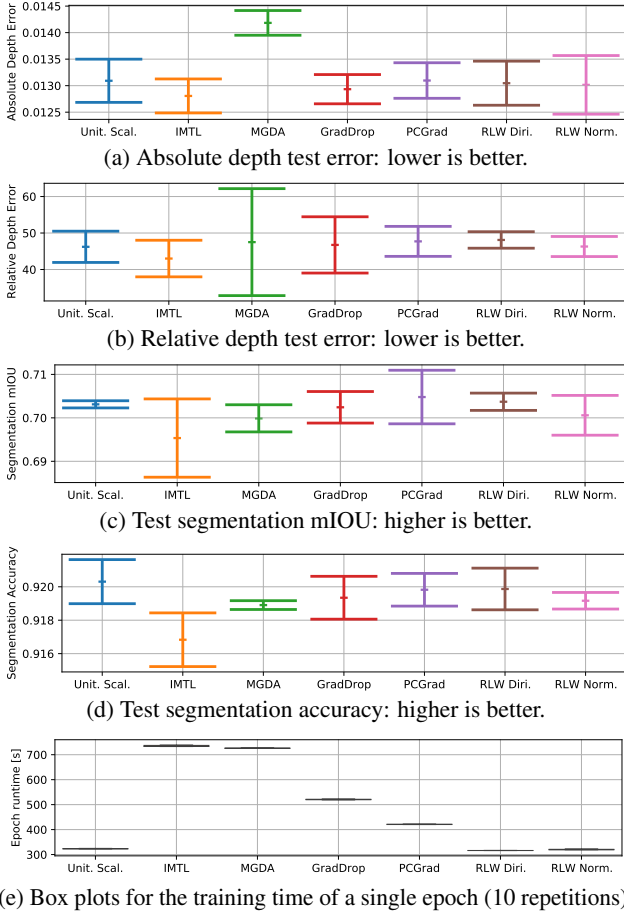 0.0145
0.0135
0.0130
0.0125
Absolute Depth Error
Unit. Scal. IMTL MGDA GradDrop PCGrad RLW Diri. RLW Norm.
(a) Absolute depth test error: lower is better.
60
50
40
Relative Depth Error
Unit. Scal. IMTL MGDA GradDrop PCGrad RLW Diri. RLW Norm.
(b) Relative depth test error: lower is better.
0.71
0.70
0.69
Segmentation mIOU
Unit. Scal. IMTL MGDA GradDrop PCGrad RLW Diri. RLW Norm.
(c) Test segmentation mIOU: higher is better.
0.920
0.918
0.916
Segmentation Accuracy
Unit. Scal. IMTL MGDA GradDrop PCGrad RLW Diri. RLW Norm.
(d) Test segmentation accuracy: higher is better.
700
600
500
400
300
Epoch runtime [s]
Unit. Scal. IMTL MGDA GradDrop PCGrad RLW Diri. RLW Norm.
(e) Box plots for the training time of a single epoch (10 repetitions)